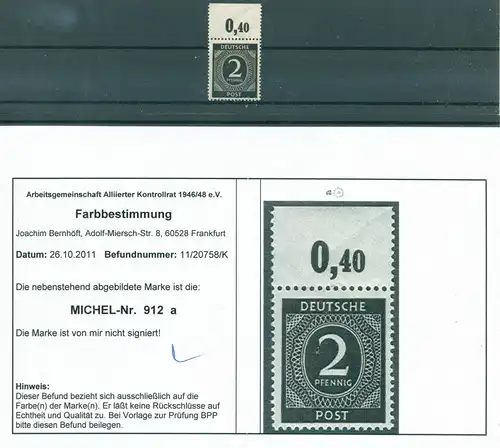 0,40
DEUTSCHE
2
PFENNIG
POST
Arbeitsgemeinschaft Alliierter Kontrollrat 1946/48 e.V.
Farbbestimmung
Joachim Bernhöft, Adolf-Miersch-Str. 8, 60528 Frankfurt
Datum: 26.10.2011 Befundnummer: 11/20758/K
Die nebenstehend abgebildete Marke ist die:
MICHEL-Nr. 912 a
Die Marke ist von mir nicht signiert!
Hinweis:
Dieser Befund bezieht sich ausschließlich auf die
Farbe(n) der Marke(n). Er läßt keine Rückschlüsse auf
Echtheit und Qualität zu. Bei Vorlage zur Prüfung BPP
bitte diesen Befund beilegen.
a
0,40
DEUTSCHE
2
PFENNIG
POST